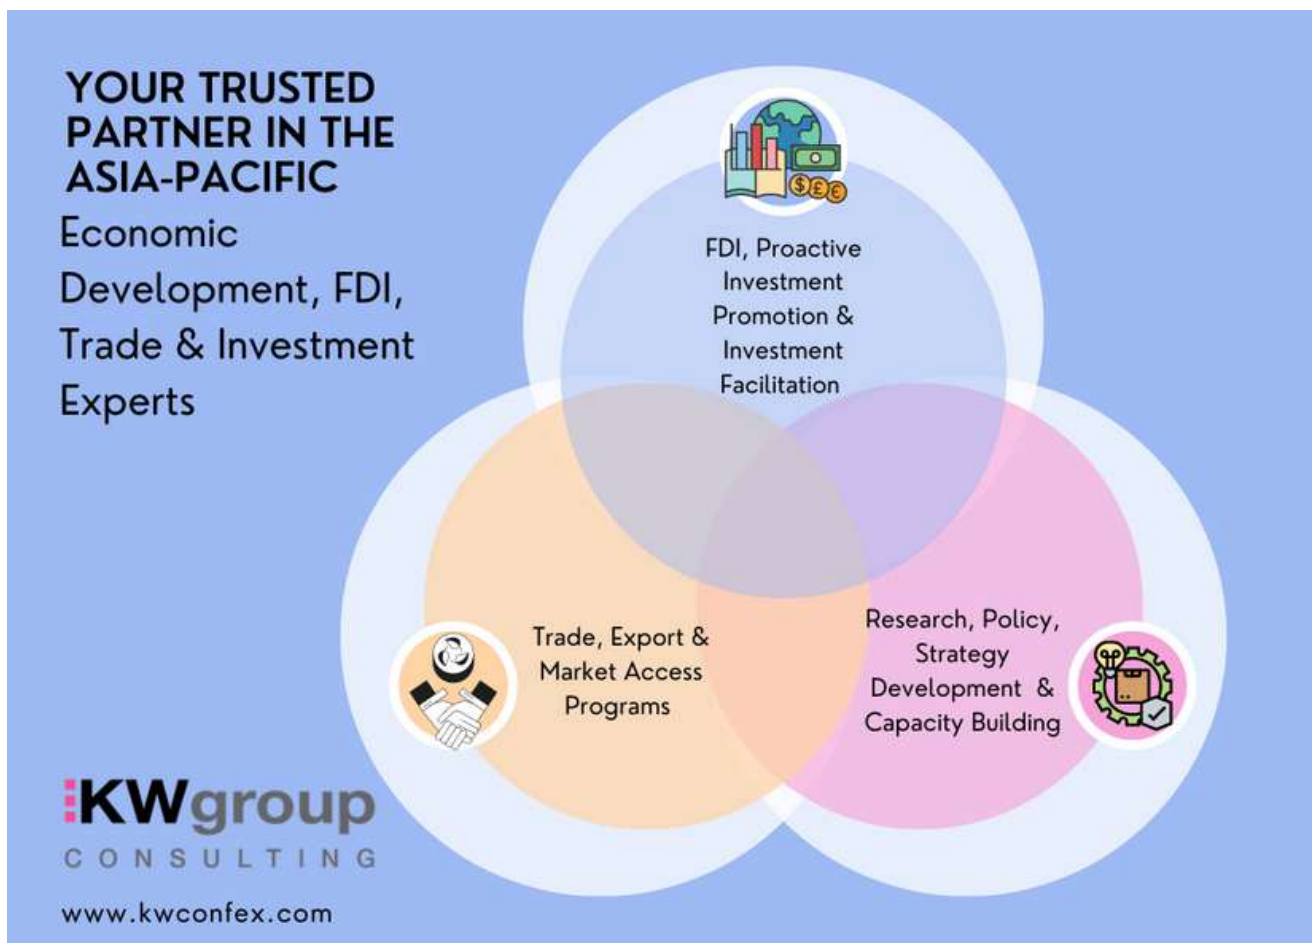 YOUR TRUSTED
PARTNER IN THE
ASIA-PACIFIC
Economic
Development, FDI,
Trade & Investment
Experts
FDI, Proactive
Investment
Promotion &
Investment
Facilitation
Trade, Export &
Market Access
Programs
Research, Policy,
Strategy
Development &
Capacity Building
KWgroup
CONSULTING
www.kwconfex.com